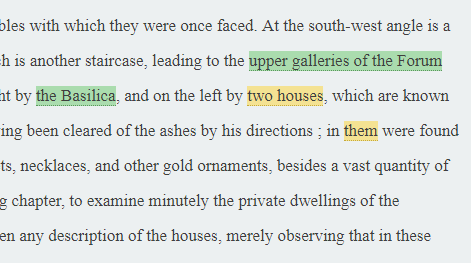 bles with which they were once faced. At the south-west angle is a
h is another staircase, leading to the upper galleries of the Forum
ht by the Basilica, and on the left by two houses, which are known
ing been cleared of the ashes by his directions ; in them were found
ts, necklaces, and other gold ornaments, besides a vast quantity of
g chapter, to examine minutely the private dwellings of the
en any description of the houses, merely observing that in these